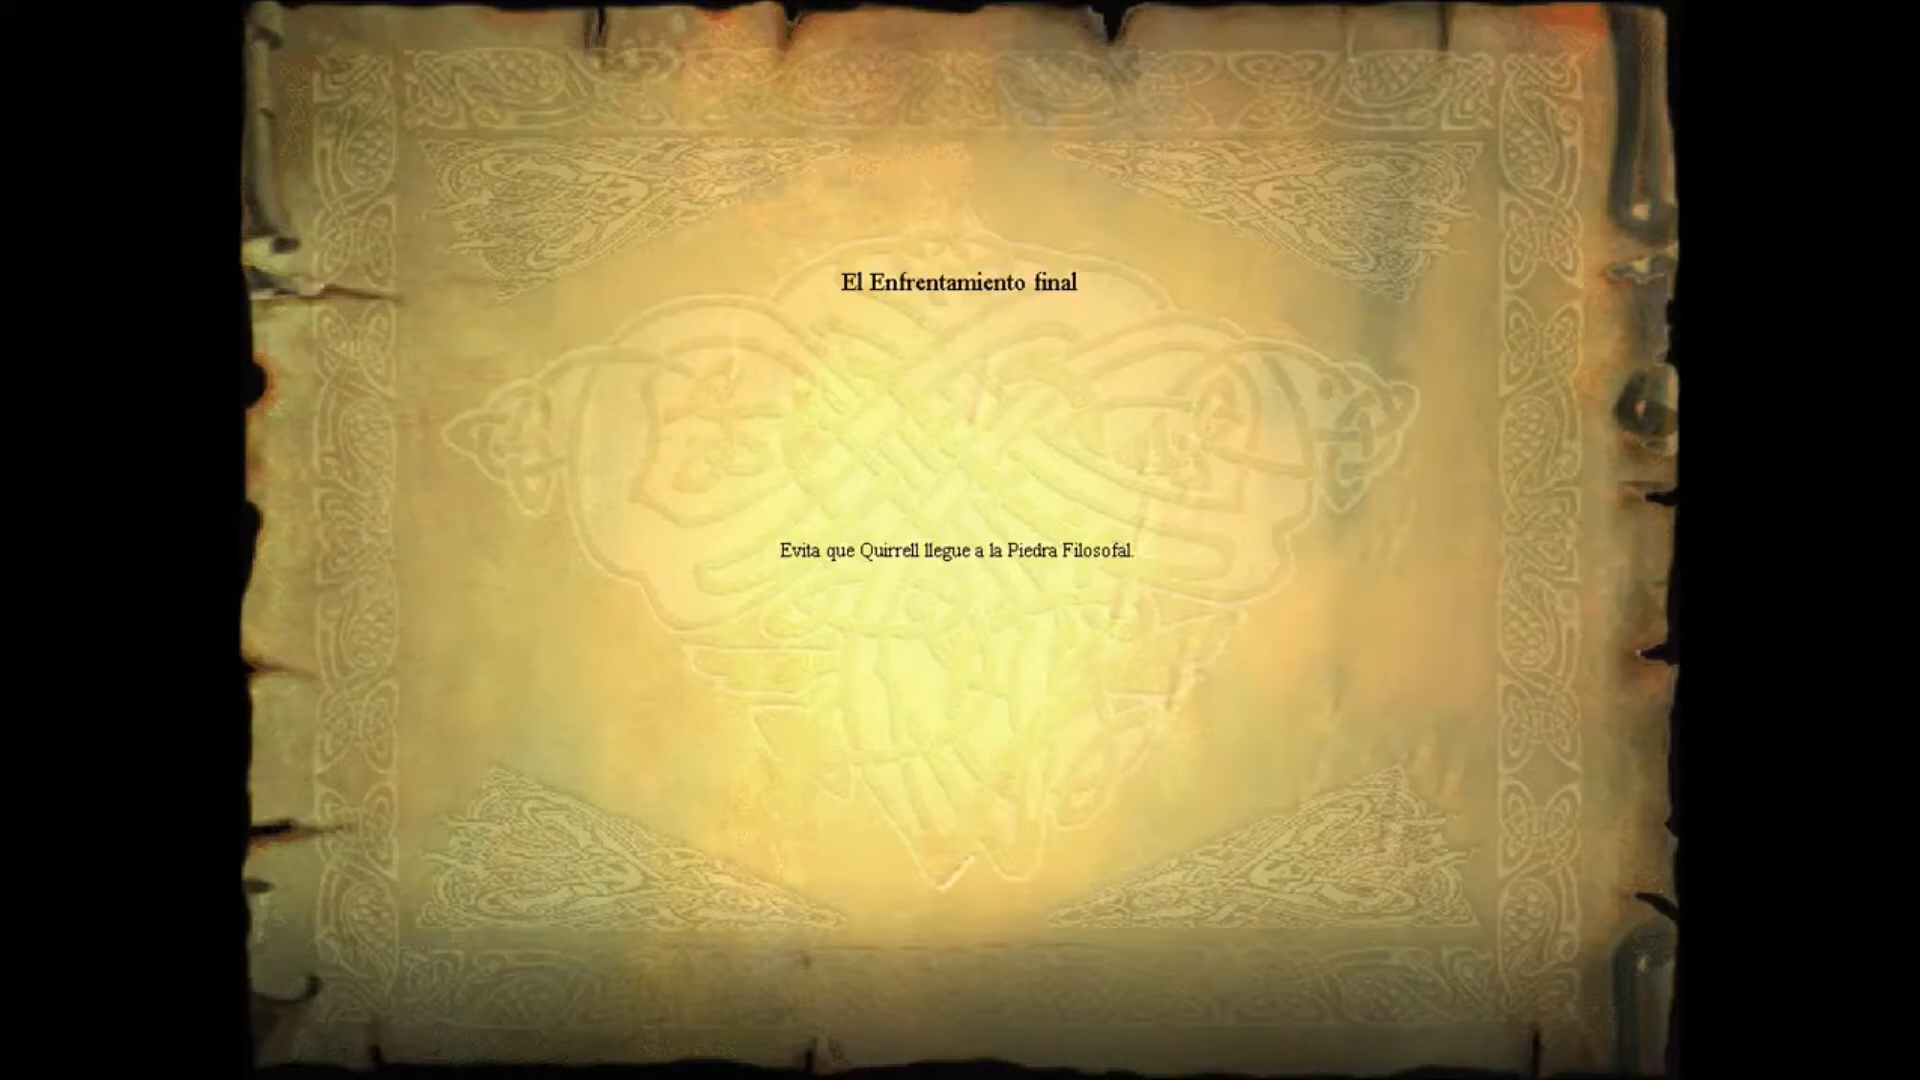 El Enfrentamiento final
Evita que Quirrell llegue a la Piedra Filosofal.